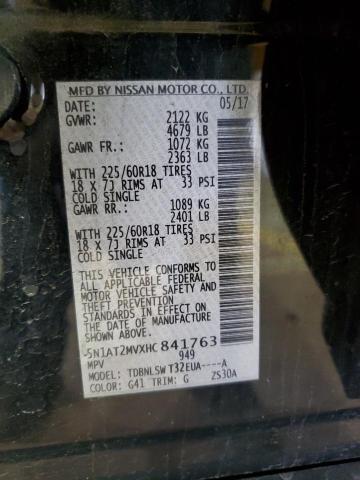 MFD BY NISSAN MOTOR CO., LTD.
DATE: 05/17
GVWR: 2122 KG
4679 LB
GAWR FR.: 1072 KG
2363 LB
WITH 225/60R18 TIRES
18 X 7J RIMS AT 33 PSI
COLD SINGLE
GAWR RR.: 1089 KG
2401 LB
WITH 225/60R18 TIRES
18 X 7J RIMS AT 33 PSI
COLD SINGLE
THIS VEHICLE CONFORMS TO
ALL APPLICABLE FEDERAL
MOTOR VEHICLE SAFETY AND
THEFT PREVENTION
STANDARDS IN EFFECT ON
THE DATE OF MANUFACTURE
5N1AT2MVXHC841763
MPV 949
MODEL: TDBNLSWT32EUA----A
COLOR: G41 TRIM: G ZS30A